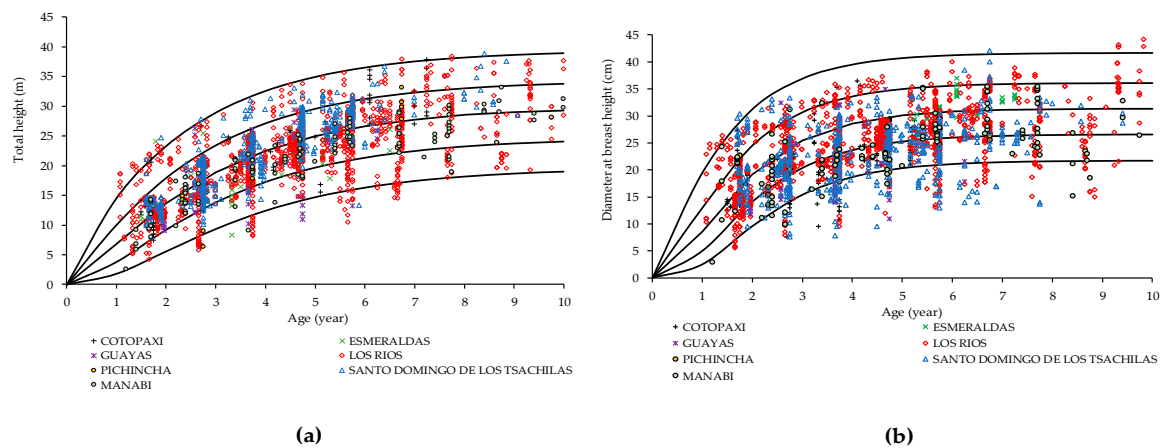 45
40
35
30
25
20
15
10
5
0
Total height (m)
0 1 2 3 4 5 6 7 8 9 10
Age (year)
COTOPAXI
ESMERALDAS
GUAYAS
LOS RIOS
PICHINCHA
SANTO DOMINGO DE LOS TSACHILAS
MANABI
(a)
45
40
35
30
25
20
15
10
5
0
Diameter at breast height (cm)
0 1 2 3 4 5 6 7 8 9 10
Age (year)
COTOPAXI
ESMERALDAS
GUAYAS
LOS RIOS
PICHINCHA
SANTO DOMINGO DE LOS TSACHILAS
MANABI
(b)